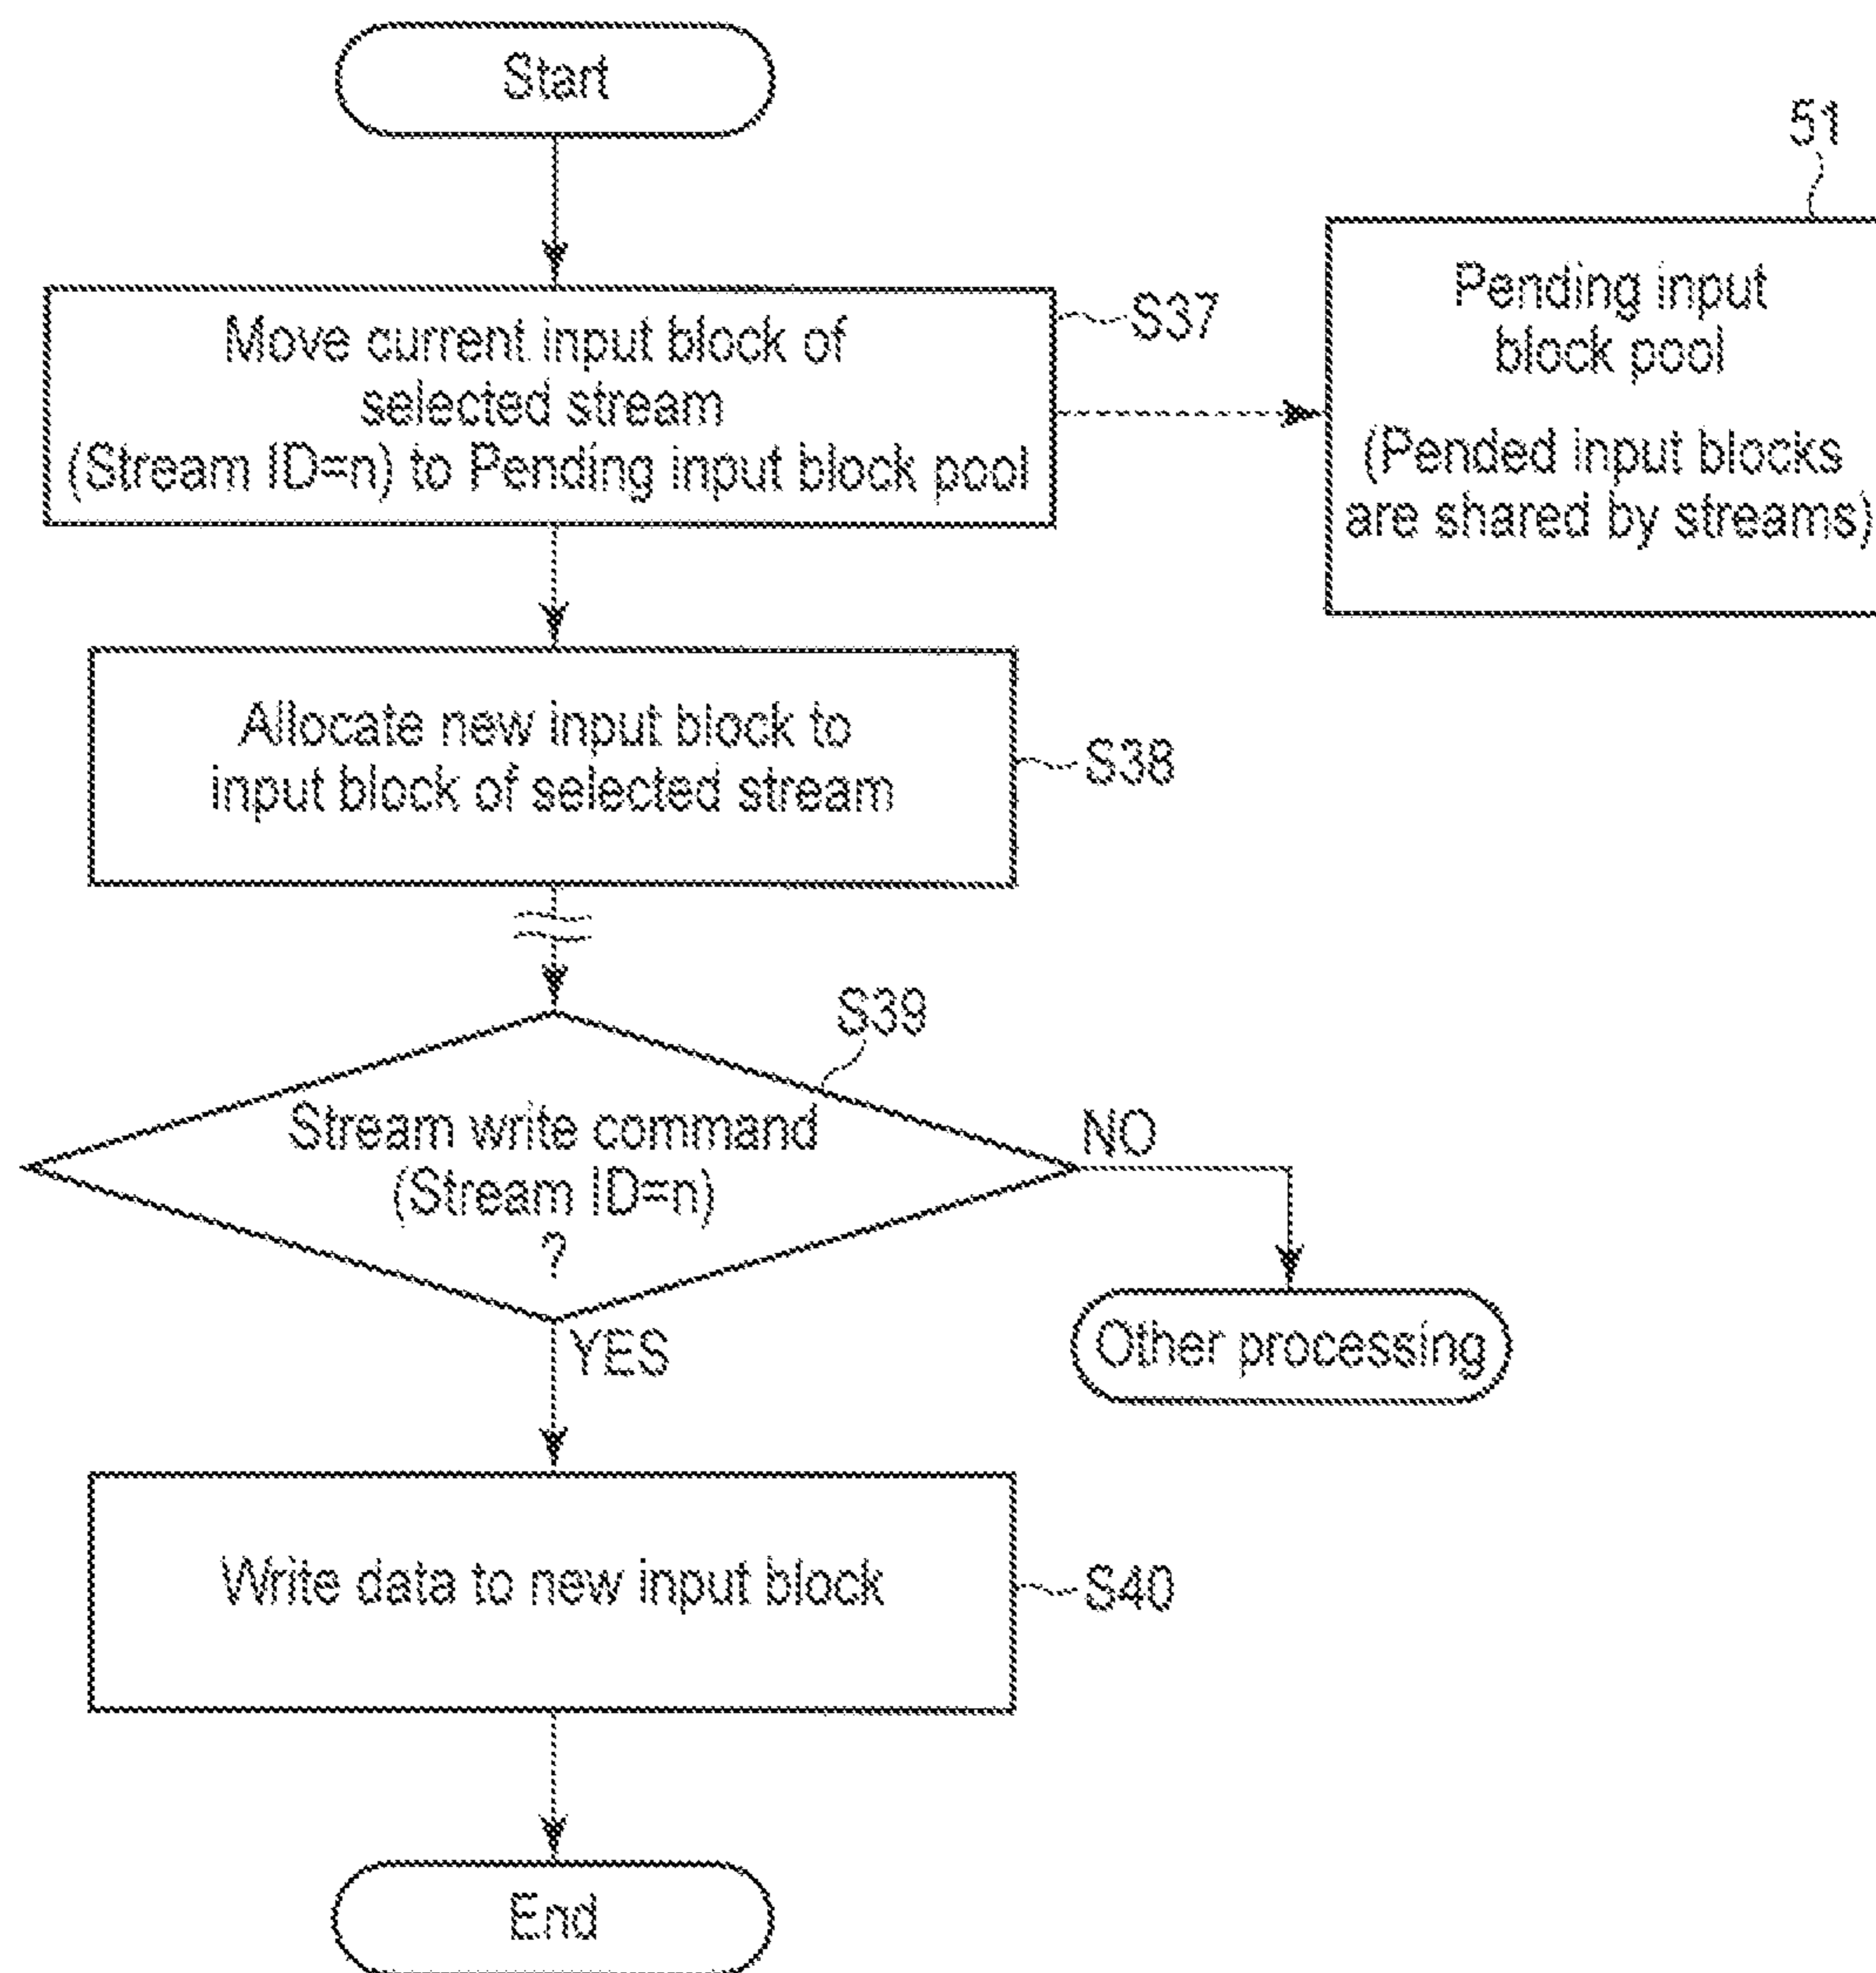 Start
51
Pending input
block pool
(Pended input blocks
are shared by streams)
Move current input block of
selected stream
(Stream ID=n) to Pending input block pool
S37
Allocate new input block to
input block of selected stream
S38
S39
Stream write command
(Stream ID=n)
?
NO
YES
Other processing
Write data to new input block
S40
End